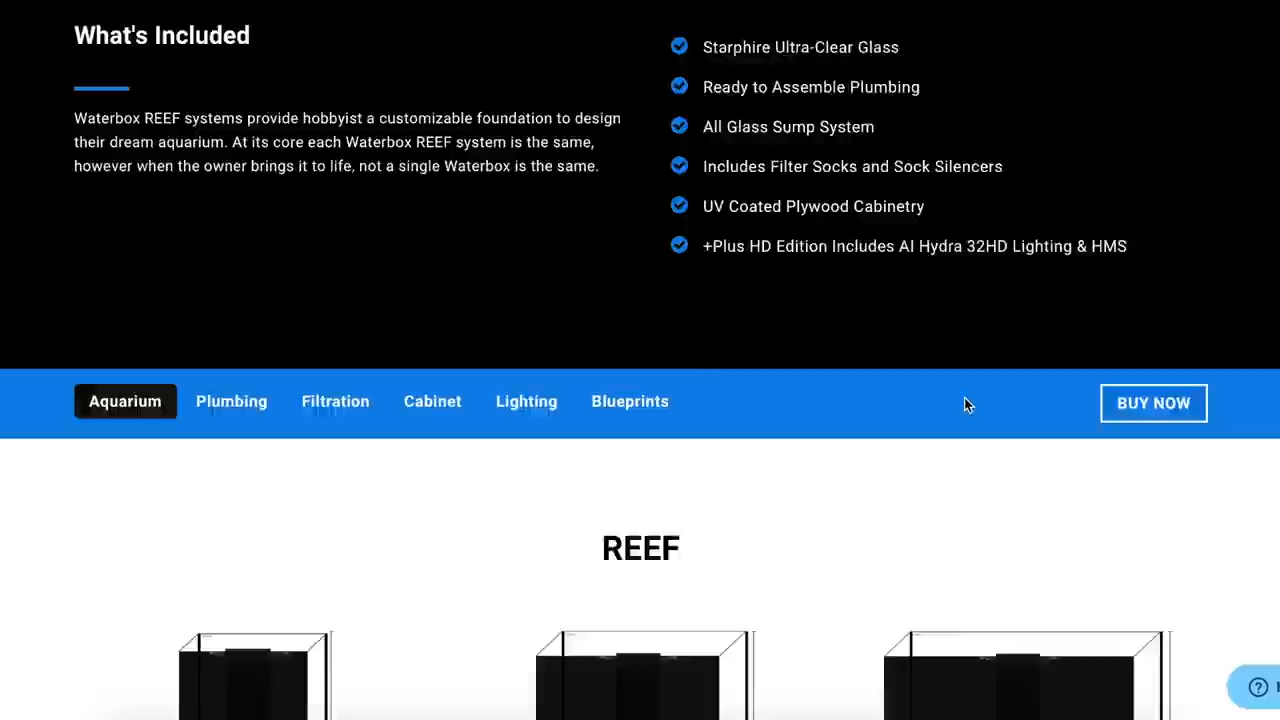 What's Included
Waterbox REEF systems provide hobbyist a customizable foundation to design
their dream aquarium. At its core each Waterbox REEF system is the same,
however when the owner brings it to life, not a single Waterbox is the same.
Starphire Ultra-Clear Glass
Ready to Assemble Plumbing
All Glass Sump System
Includes Filter Socks and Sock Silencers
UV Coated Plywood Cabinetry
+Plus HD Edition Includes AI Hydra 32HD Lighting & HMS
Aquarium Plumbing Filtration Cabinet Lighting Blueprints BUY NOW
REEF